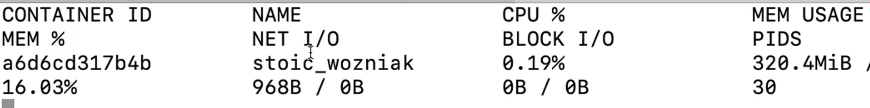 CONTAINER ID NAME CPU % MEM USAGE
MEM % NET I/O BLOCK I/O PIDS
a6d6cd317b4b stoic_wozniak 0.19% 320.4MiB /
16.03% 968B / 0B 0B / 0B 30